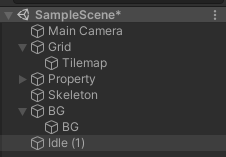 SampleScene*
Main Camera
Grid
Tilemap
Property
Skeleton
BG
BG
Idle (1)